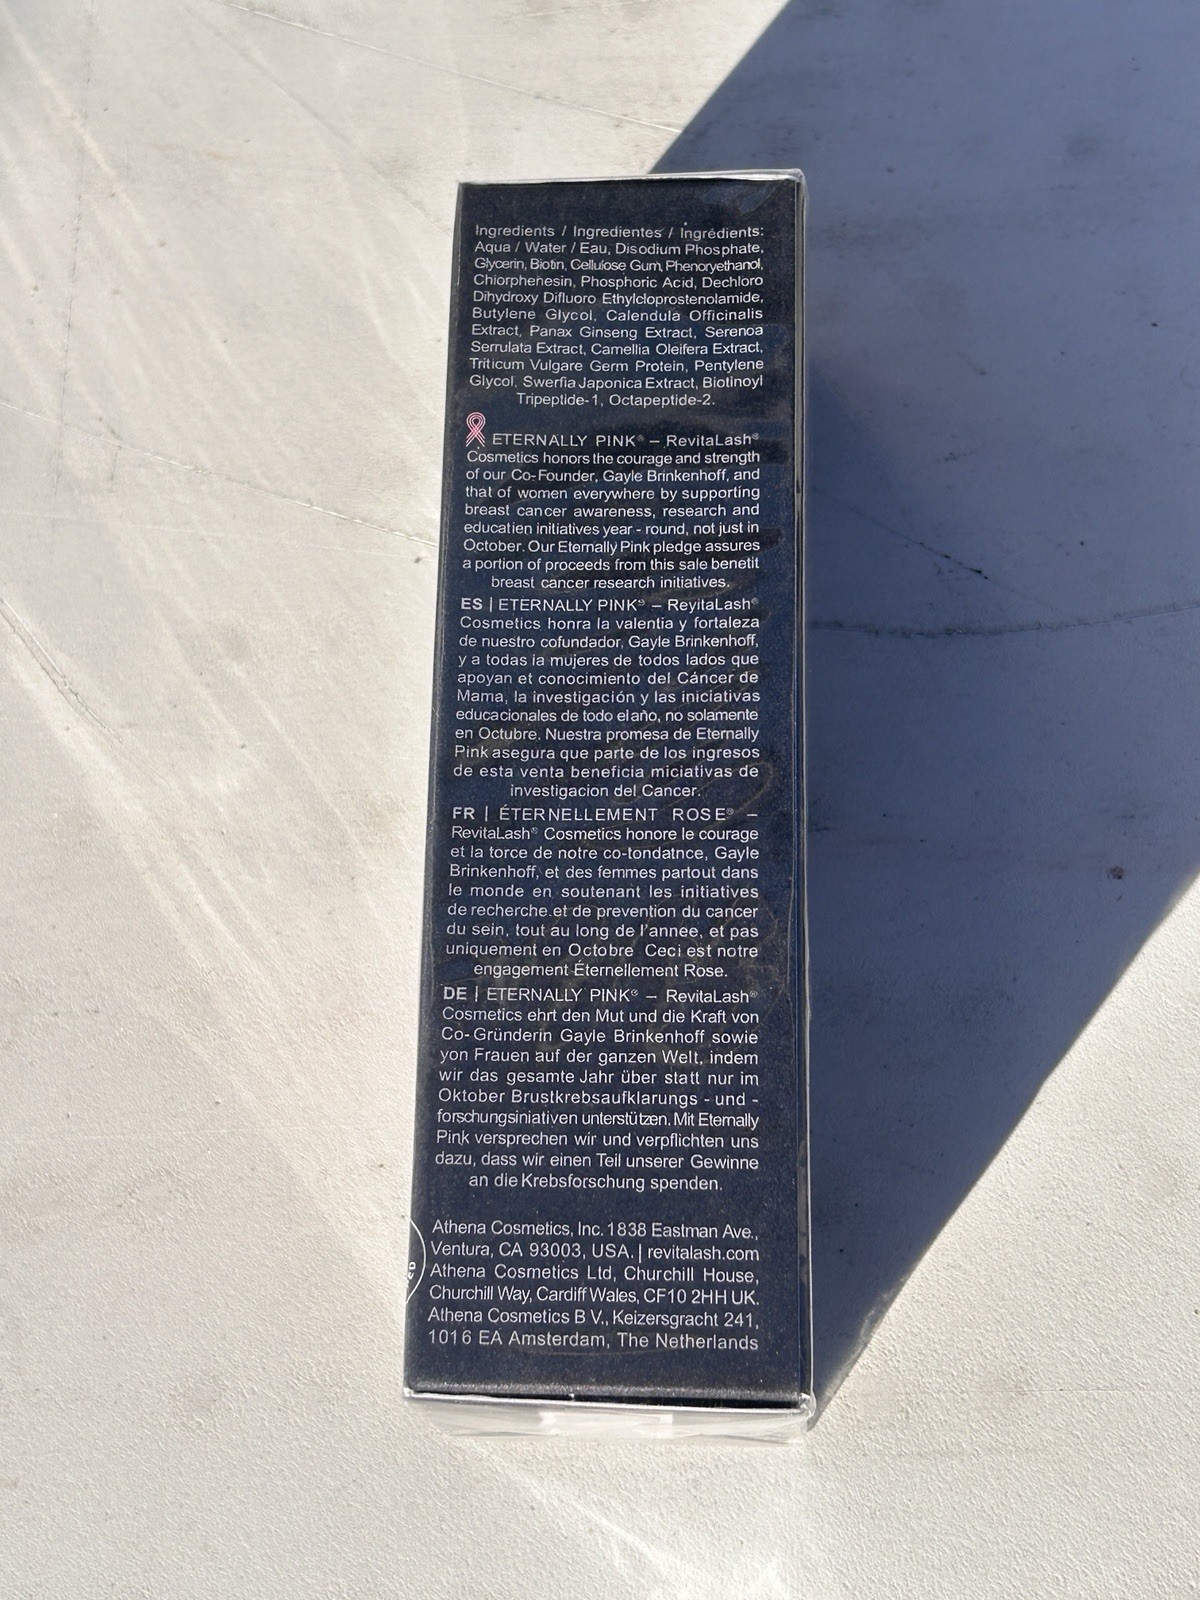 Ingredients / Ingredientes / Ingrédients:
Aqua / Water / Eau, Disodium Phosphate,
Glycerin, Biotin, Cellulose Gum, Phenoryethanol,
Chiorphenesin, Phosphoric Acid, Dechloro
Dihydroxy Difluoro Ethylcloprostenolamide,
Butylene Glycol, Calendula Officinalis
Extract, Panax Ginseng Extract, Serenoa
Serrulata Extract, Camellia Oleifera Extract,
Triticum Vulgare Germ Protein, Pentylene
Glycol, Swerfia Japonica Extract, Biotinoyl
Tripeptide-1, Octapeptide-2.
ETERNALLY PINK® – RevitaLash®
Cosmetics honors the courage and strength
of our Co-Founder, Gayle Brinkenhoff, and
that of women everywhere by supporting
breast cancer awareness, research and
educatien initiatives year - round, not just in
October. Our Eternally Pink pledge assures
a portion of proceeds from this sale benetit
breast cancer research initiatives.
ES | ETERNALLY PINK® – ReyitaLash®
Cosmetics honra la valentia y fortaleza
de nuestro cofundador, Gayle Brinkenhoff,
y a todas ia mujeres de todos lados que
apoyan et conocimiento del Cáncer de
Mama, la investigación y las iniciativas
educacionales de todo el año, no solamente
en Octubre. Nuestra promesa de Eternally
Pink asegura que parte de los ingresos
de esta venta beneficia miciativas de
investigacion del Cancer.
FR | ÉTERNELLEMENT ROSE® –
RevitaLash® Cosmetics honore le courage
et la torce de notre co-tondatnce, Gayle
Brinkenhoff, et des femmes partout dans
le monde en soutenant les initiatives
de recherche.et de prevention du cancer
du sein, tout au long de l'annee, et pas
uniquement en Octobre Ceci est notre
engagement Éternellement Rose.
DE | ETERNALLY PINK® – RevitaLash®
Cosmetics ehrt den Mut und die Kraft von
Co-Gründerin Gayle Brinkenhoff sowie
yon Frauen auf der ganzen Welt, indem
wir das gesamte Jahr über statt nur im
Oktober Brustkrebsaufklarungs - und -
forschungsiniativen unterstützen. Mit Eternally
Pink versprechen wir und verpflichten uns
dazu, dass wir einen Teil unserer Gewinne
an die Krebsforschung spenden.
Athena Cosmetics, Inc. 1838 Eastman Ave.,
Ventura, CA 93003, USA. | revitalash.com
Athena Cosmetics Ltd, Churchill House,
Churchill Way, Cardiff Wales, CF10 2HH UK.
Athena Cosmetics B V., Keizersgracht 241,
1016 EA Amsterdam, The Netherlands